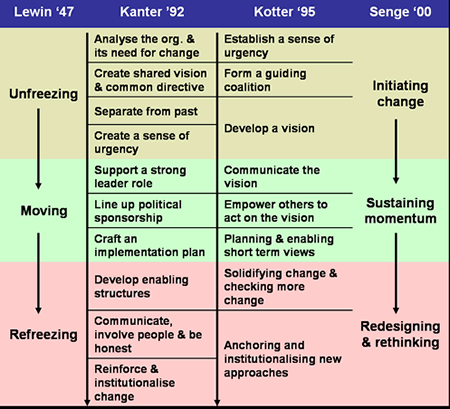 Lewin ‘47
Kanter ’92
Kotter ’95
Senge ‘00
Unfreezing
Moving
Refreezing
Analyse the org. &
its need for change
Create shared vision
& common directive
Separate from past
Create a sense of
urgency
Support a strong
leader role
Line up political
sponsorship
Craft an
implementation plan
Develop enabling
structures
Communicate,
involve people & be
honest
Reinforce &
institutionalise
change
Establish a sense of
urgency
Form a guiding
coalition
Develop a vision
Communicate the
vision
Empower others to
act on the vision
Planning & enabling
short term views
Solidifying change &
checking more
change
Anchoring and
institutionalising new
approaches
Initiating
change
Sustaining
momentum
Redesigning
& rethinking